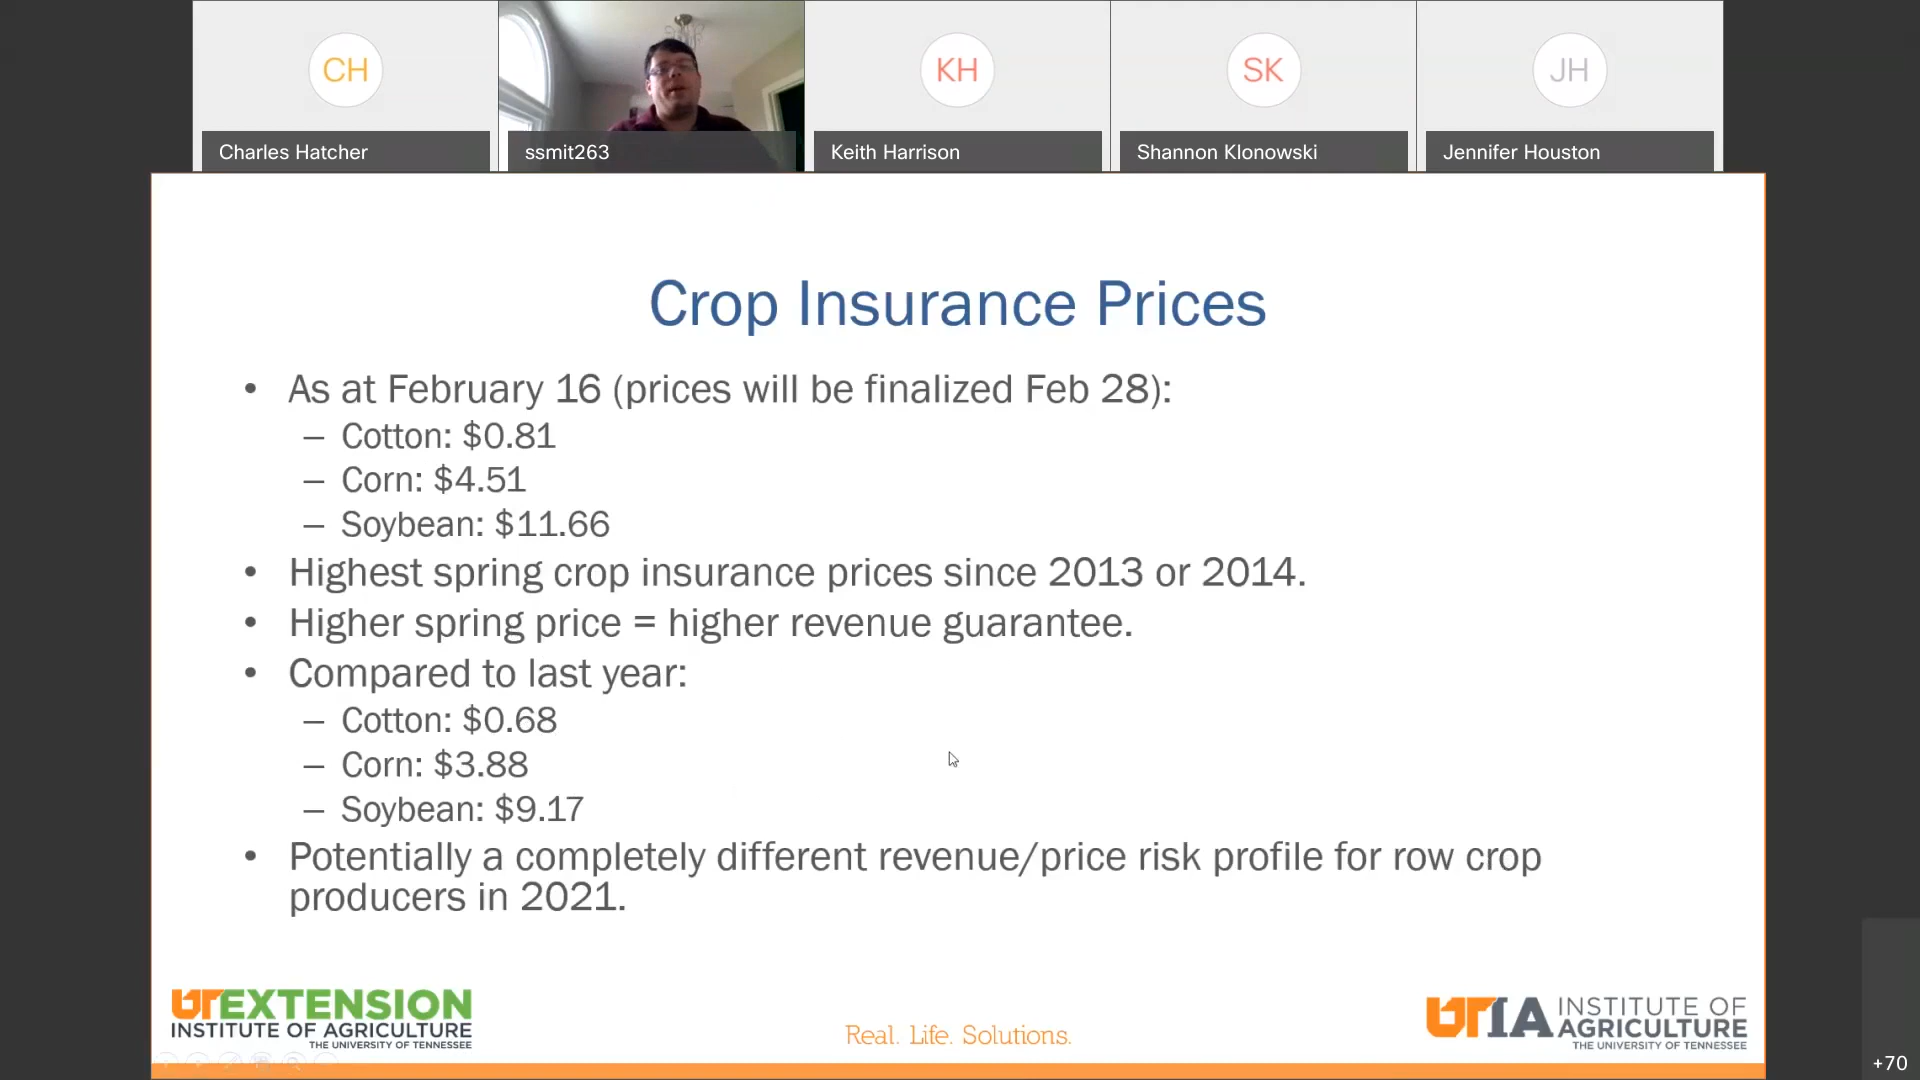 CH
KH
SK
JH
Charles Hatcher
ssmit263
Keith Harrison
Shannon Klonowski
Jennifer Houston
Crop Insurance Prices
• As at February 16 (prices will be finalized Feb 28):
– Cotton: $0.81
– Corn: $4.51
– Soybean: $11.66
• Highest spring crop insurance prices since 2013 or 2014.
• Higher spring price = higher revenue guarantee.
• Compared to last year:
– Cotton: $0.68
– Corn: $3.88
– Soybean: $9.17
• Potentially a completely different revenue/price risk profile for row crop
producers in 2021.
UTEXTENSION
INSTITUTE OF AGRICULTURE
THE UNIVERSITY OF TENNESSEE
Real. Life. Solutions.
UTIA INSTITUTE OF
AGRICULTURE
THE UNIVERSITY OF TENNESSEE
+70